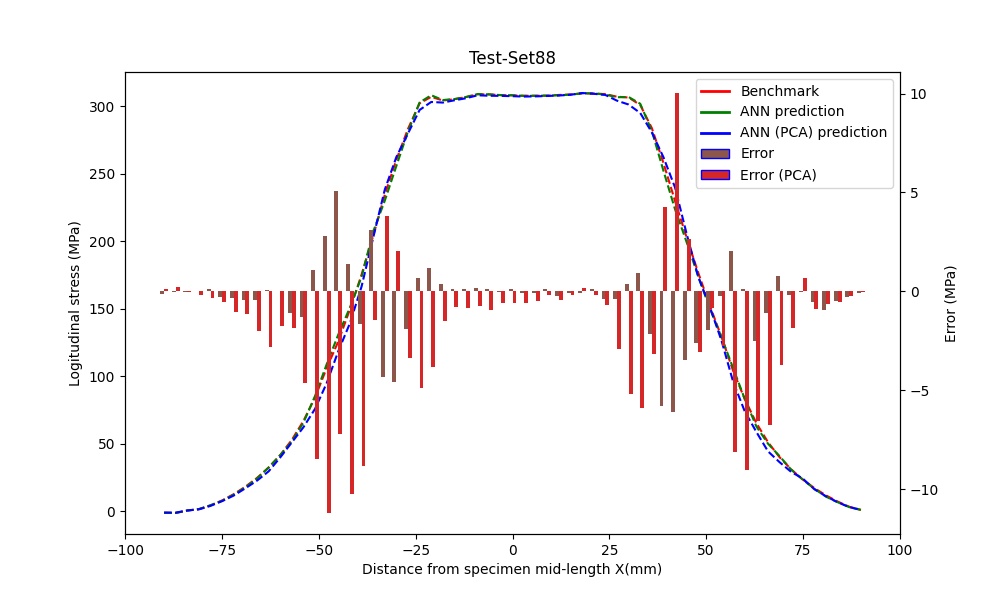 Test-Set88
Benchmark
ANN prediction
ANN (PCA) prediction
Error
Error (PCA)
Logitudinal stress (MPa)
300
250
200
150
100
50
0
10
5
0
−5
−10
Error (MPa)
−100 −75 −50 −25 0 25 50 75 100
Distance from specimen mid-length X(mm)